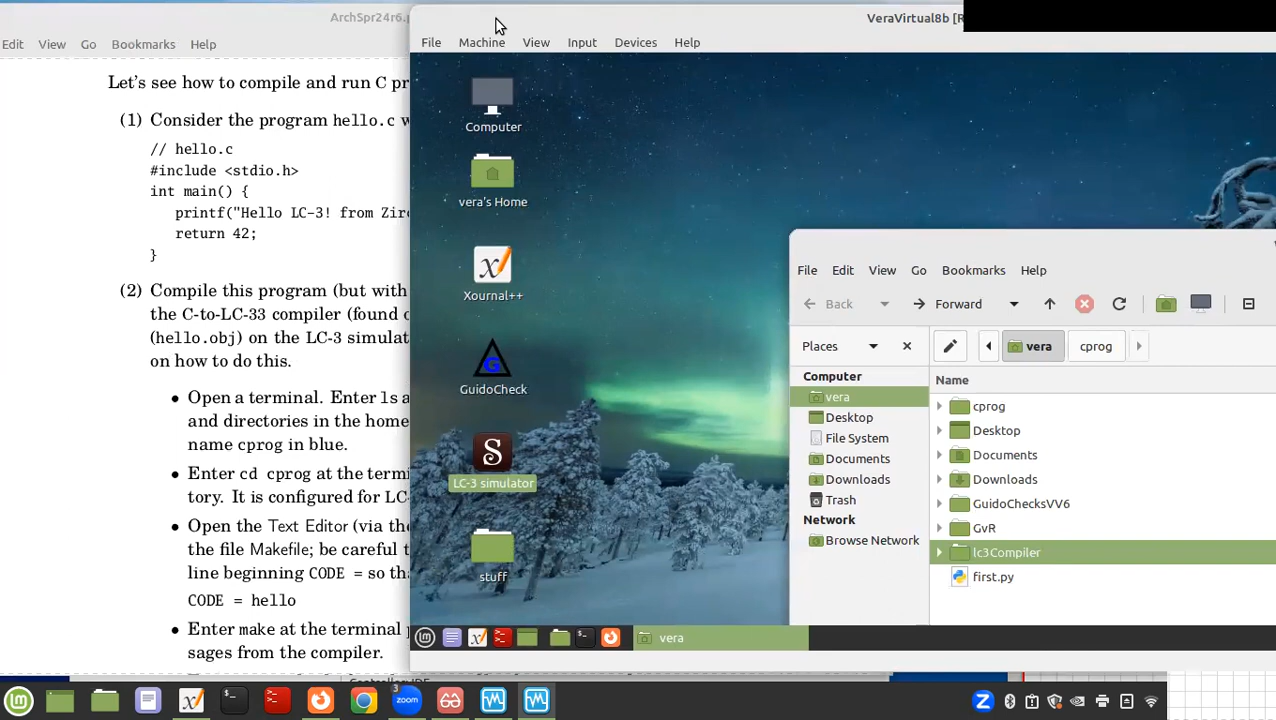 ArchSpr24r6.
Edit View Go Bookmarks Help
Let's see how to compile and run C pr
(1) Consider the program hello.c w
// hello.c
#include <stdio.h>
int main() {
printf("Hello LC-3! from Zirc
return 42;
}
(2) Compile this program (but with
the C-to-LC-33 compiler (found o
(hello.obj) on the LC-3 simulat
on how to do this.
• Open a terminal. Enter ls a
and directories in the home
name cprog in blue.
• Enter cd cprog at the termi
tory. It is configured for LC
• Open the Text Editor (via the
the file Makefile; be careful t
line beginning CODE = so tha
CODE = hello
• Enter make at the terminal p
sages from the compiler.
VeraVirtual8b [R
File Machine View Input Devices Help
Computer
vera's Home
Xournal++
G
GuidoCheck
S
LC-3 simulator
stuff
File Edit View Go Bookmarks Help
Back Forward
Places vera cprog
Computer
vera
Desktop
File System
Documents
Downloads
Trash
Network
Browse Network
Name
cprog
Desktop
Documents
Downloads
GuidoChecksVV6
GvR
lc3Compiler
first.py
vera
3
zoom
Z